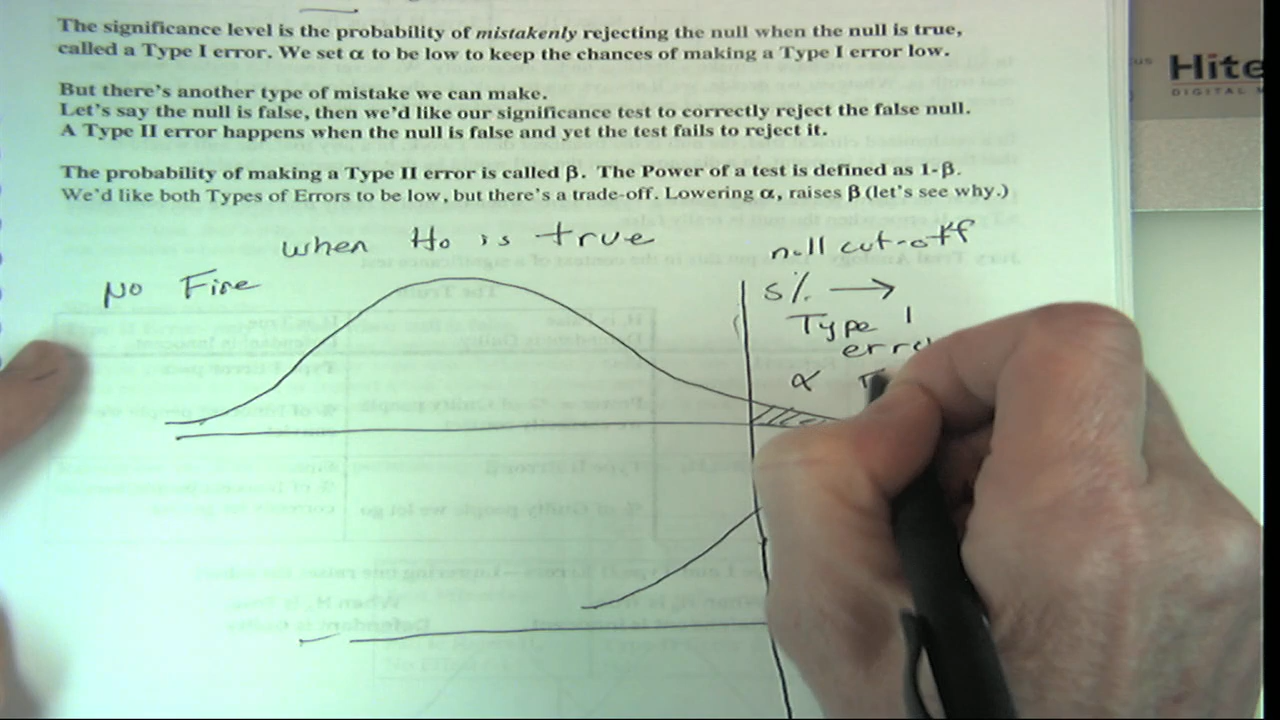 The significance level is the probability of mistakenly rejecting the null when the null is true,
called a Type I error. We set α to be low to keep the chances of making a Type I error low.
But there's another type of mistake we can make.
Let's say the null is false, then we'd like our significance test to correctly reject the false null.
A Type II error happens when the null is false and yet the test fails to reject it.
The probability of making a Type II error is called β. The Power of a test is defined as 1-β.
We'd like both Types of Errors to be low, but there's a trade-off. Lowering α, raises β (let's see why.)
when Ho is true
null cut-off
No Fire
5% →
Type I
α
Hite
DIGITAL